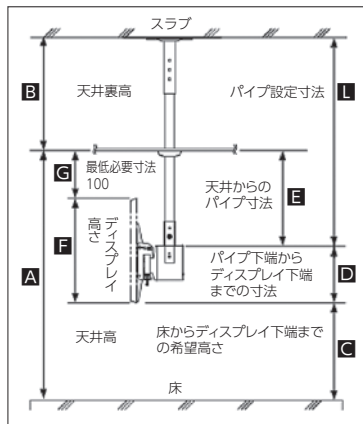 スラブ
B
天井裏高
パイプ設定寸法
L
G
最低必要寸法
100
天井からの
パイプ寸法
E
F
ディスプレイ
高さ
A
パイプ下端から
ディスプレイ下端
までの寸法
D
天井高
床からディスプレイ下端まで
の希望高さ
C
床